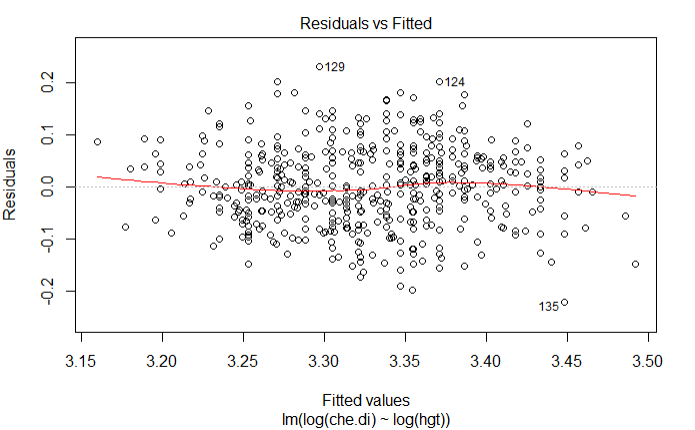 Residuals vs Fitted
Residuals
0.2
0.1
0.0
-0.1
-0.2
129
124
135
3.15 3.20 3.25 3.30 3.35 3.40 3.45 3.50
Fitted values
lm(log(che.di) ~ log(hgt))